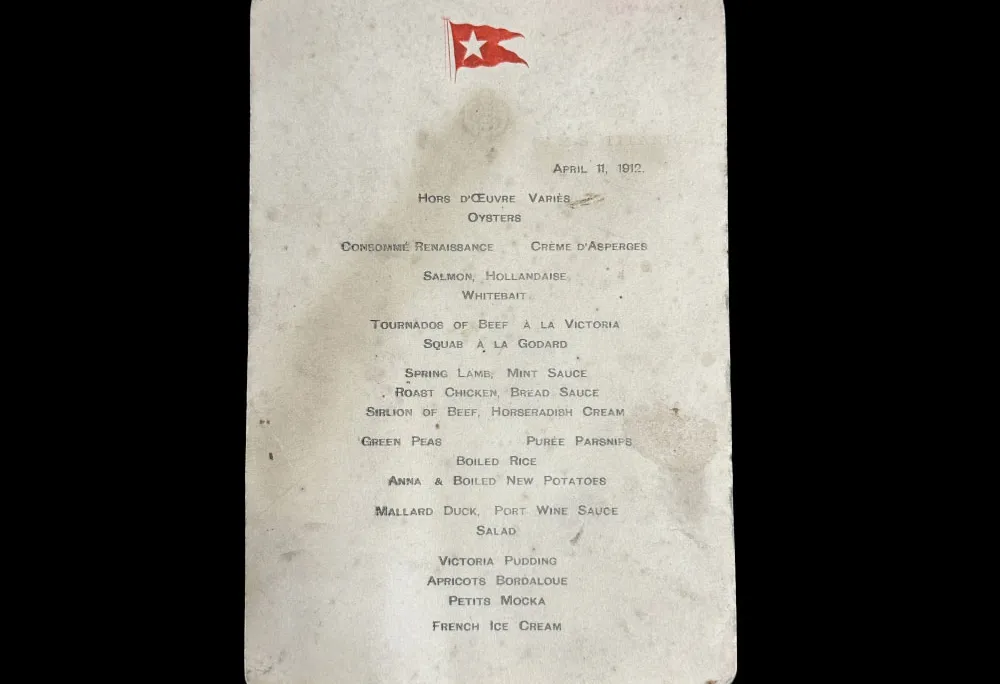 April 11, 1912.
Hors d'Œuvre Variés
Oysters
Consommé Renaissance Crème d'Asperges
Salmon, Hollandaise
Whitebait
Tournados of Beef à la Victoria
Squab à la Godard
Spring Lamb, Mint Sauce
Roast Chicken, Bread Sauce
Sirlion of Beef, Horseradish Cream
Green Peas Purée Parsnips
Boiled Rice
Anna & Boiled New Potatoes
Mallard Duck, Port Wine Sauce
Salad
Victoria Pudding
Apricots Bordaloue
Petits Mocka
French Ice Cream